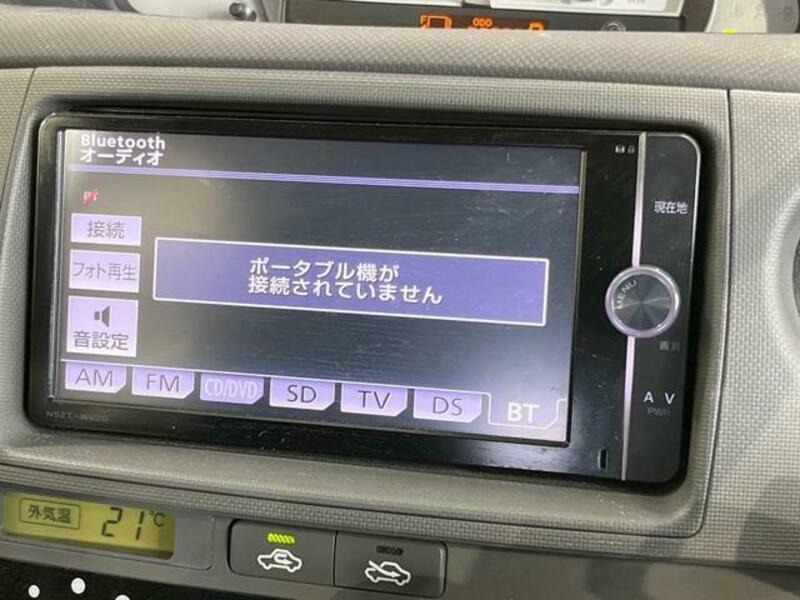 F
ODO
Bluetooth
オーディオ
現在地
接続
フォト再生
ポータブル機が
接続されていません
MENU
音設定
AM FM CD/DVD SD TV DS BT
A V
PWR
NSZT-W62G
外気温 21℃